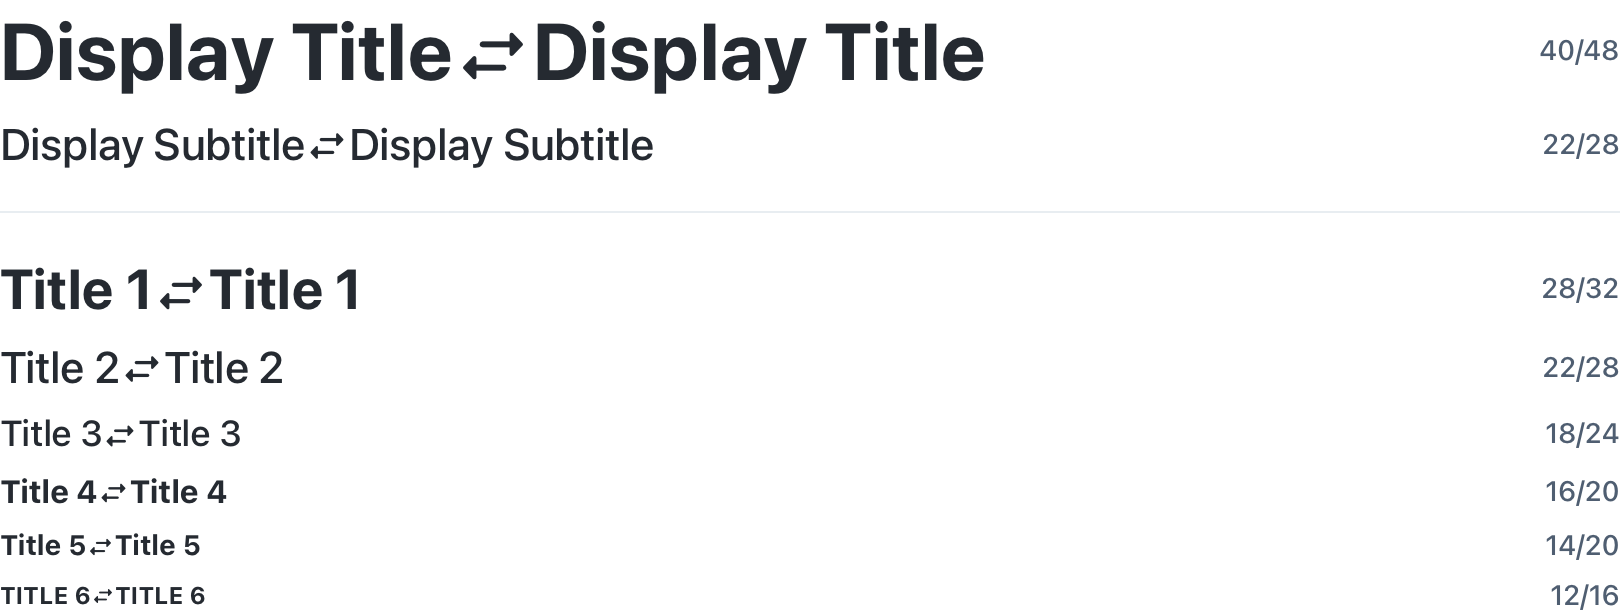 Display Title⇄Display Title 40/48
Display Subtitle⇄Display Subtitle 22/28
Title 1⇄Title 1 28/32
Title 2⇄Title 2 22/28
Title 3⇄Title 3 18/24
Title 4⇄Title 4 16/20
Title 5⇄Title 5 14/20
TITLE 6⇄TITLE 6 12/16